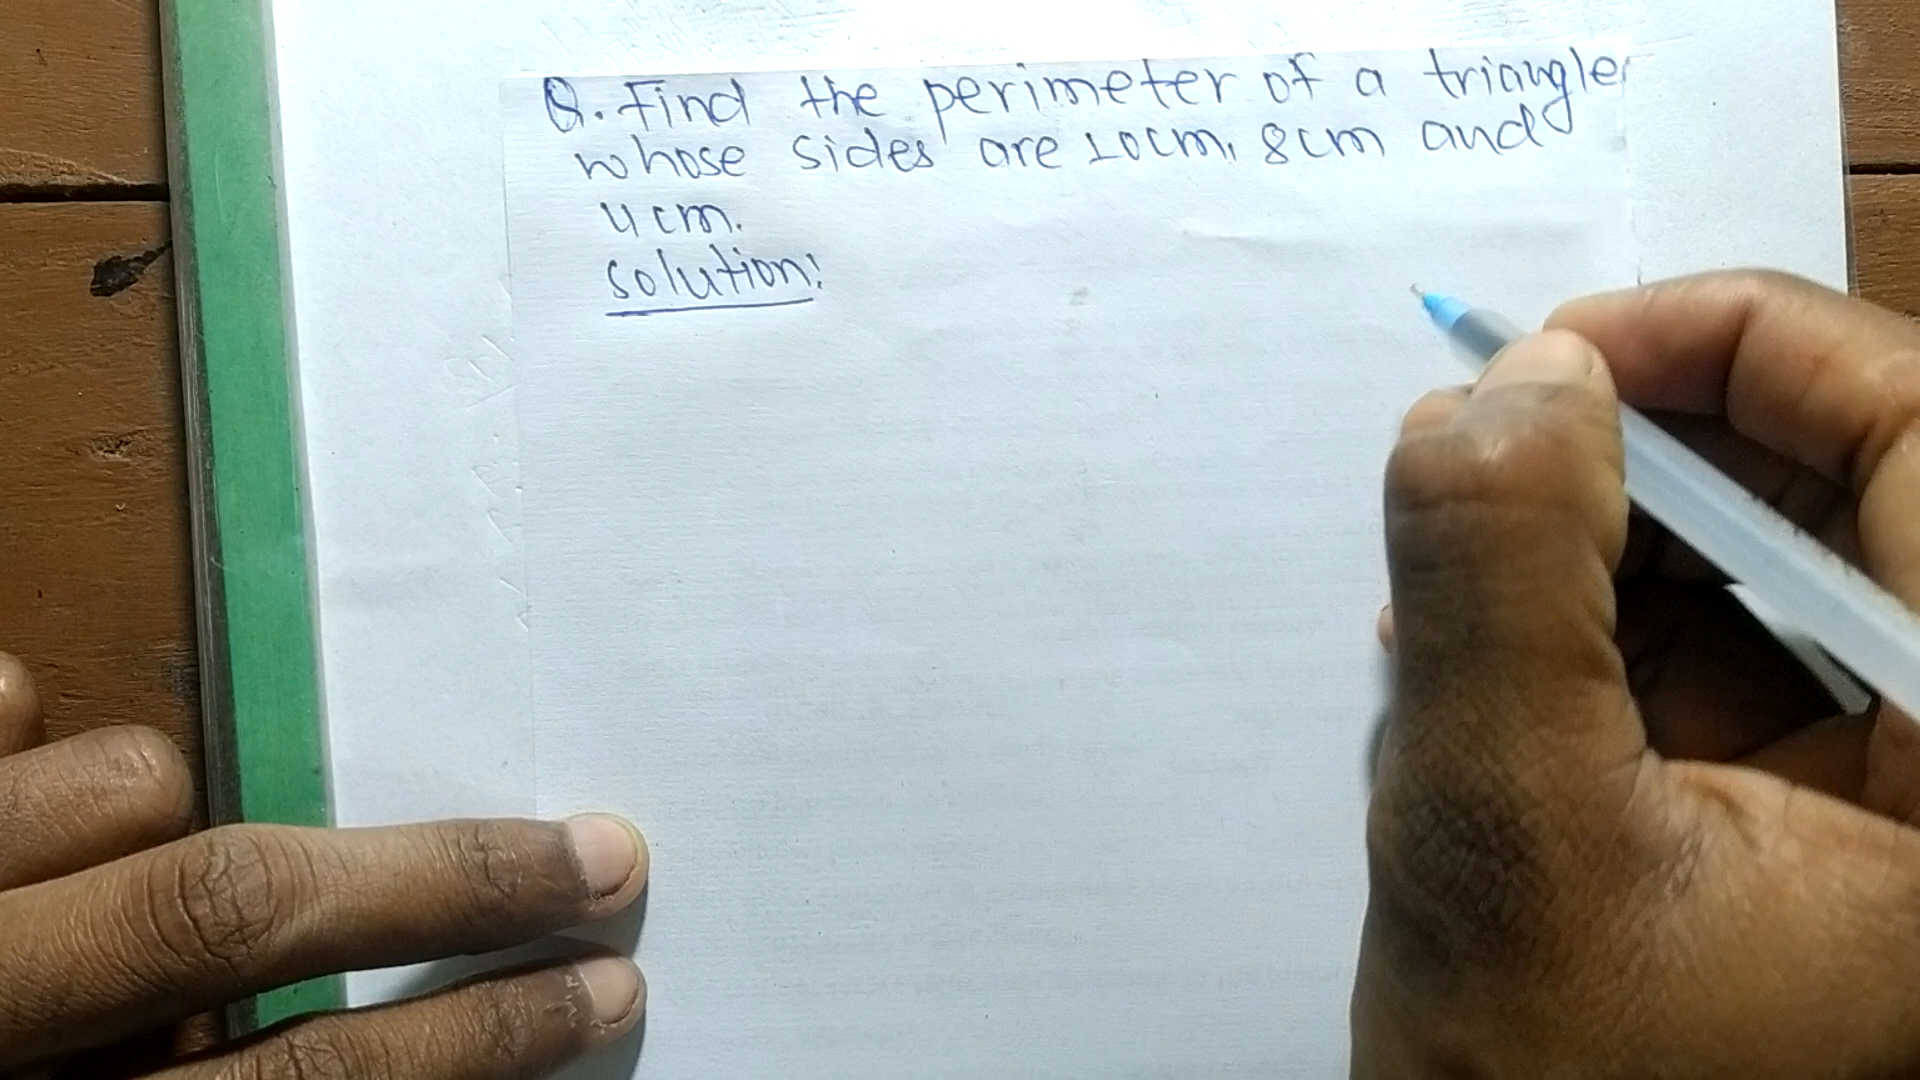 Q. Find the perimeter of a triangle
whose sides are 10cm, 8cm and
4cm.
solution: